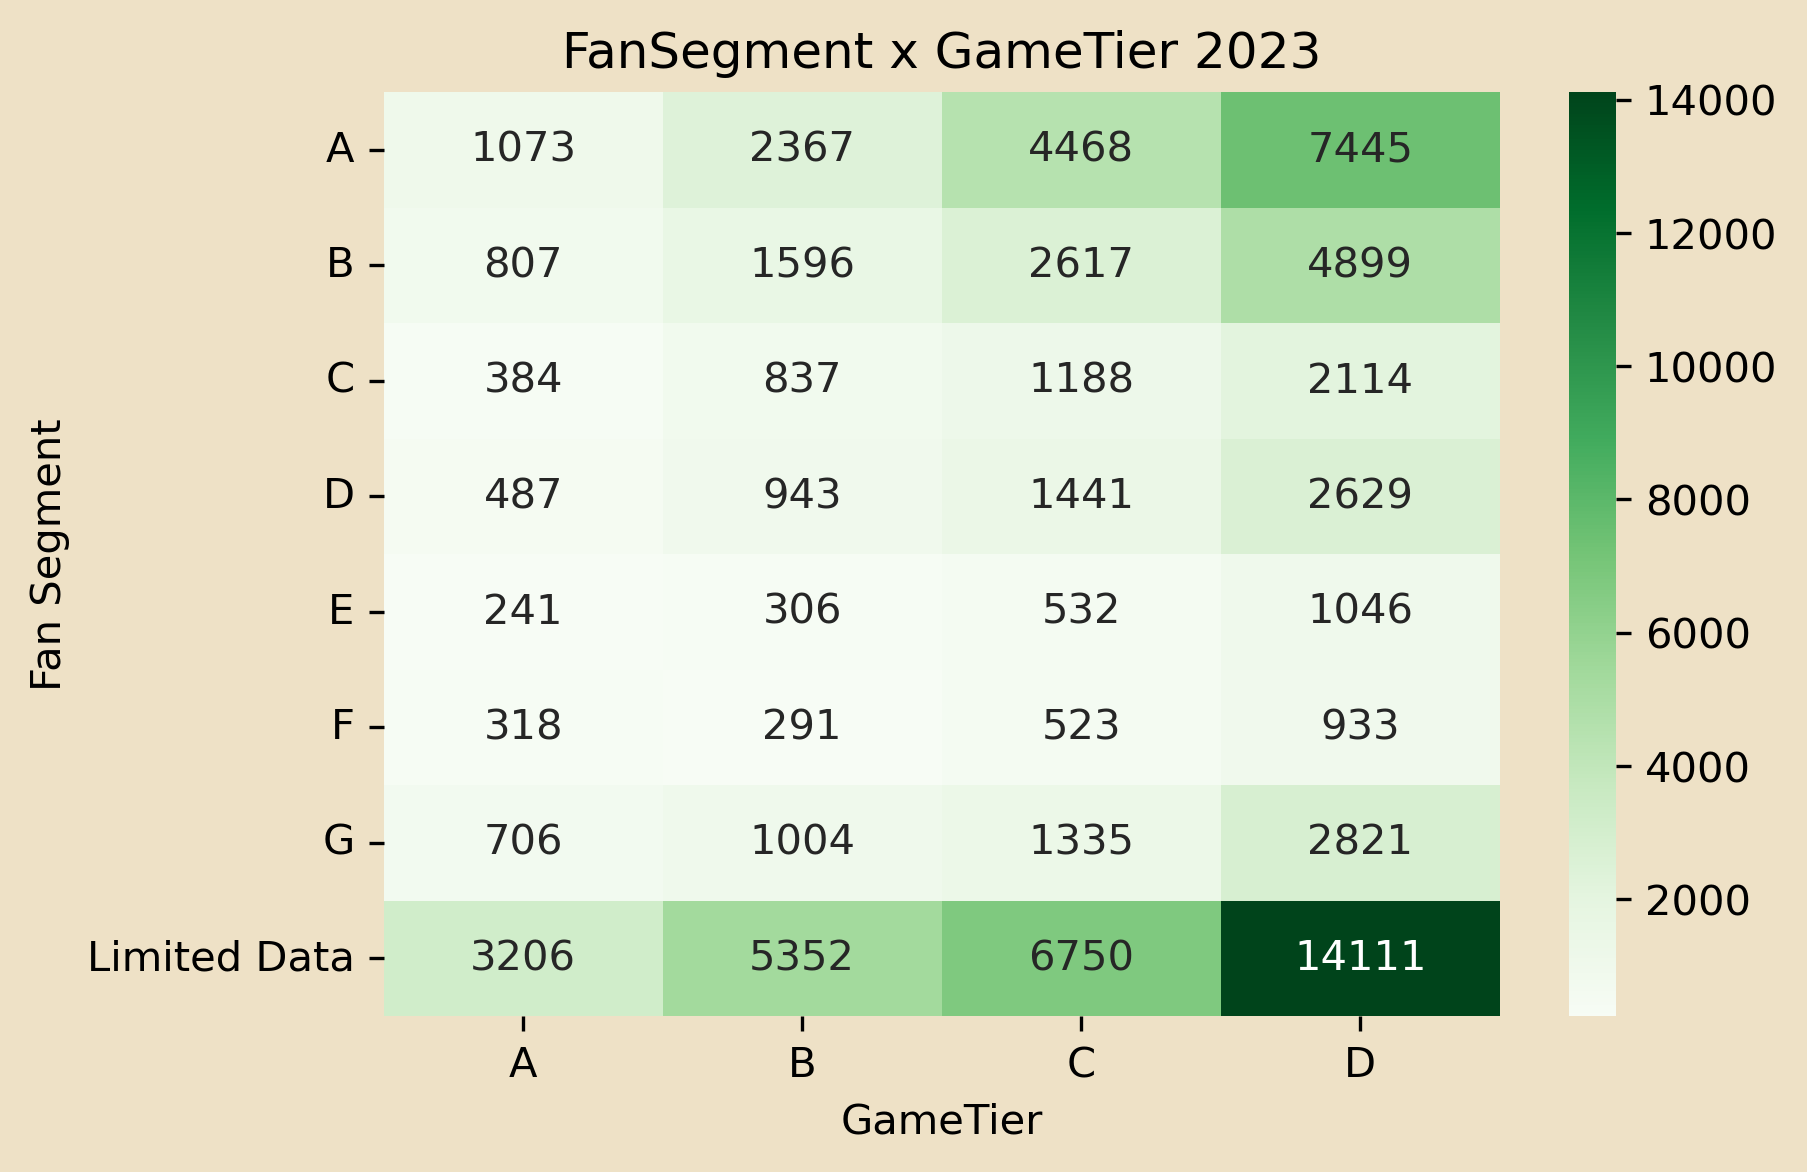 FanSegment x GameTier 2023
A 1073 2367 4468 7445
B 807 1596 2617 4899
C 384 837 1188 2114
D 487 943 1441 2629
E 241 306 532 1046
F 318 291 523 933
G 706 1004 1335 2821
Limited Data 3206 5352 6750 14111
A B C D
GameTier
Fan Segment
14000
12000
10000
8000
6000
4000
2000